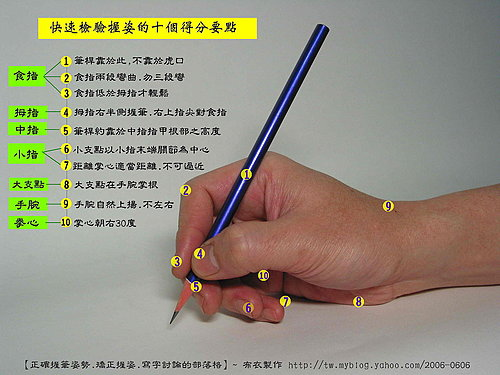 快速檢驗握姿的十個得分要點
食指
1 筆桿靠於此,不靠於虎口
2 食指兩段彎曲,勿三段彎
3 食指低於拇指才輕鬆
拇指 4 拇指右半側握筆,右上指尖對食指
中指 5 筆桿約靠於中指指甲根部之高度
小指
6 小支點以小指末端關節為中心
7 距離掌心適當距離,不可過近
大支點 8 大支點在手腕掌根
手腕 9 手腕自然上揚,不左右
掌心 10 掌心朝右30度
1
2
9
3
4
10
5
6
7
8
【正確握筆姿勢.矯正握姿.寫字討論的部落格】~ 布衣製作 http://tw.myblog.yahoo.com/2006-0606